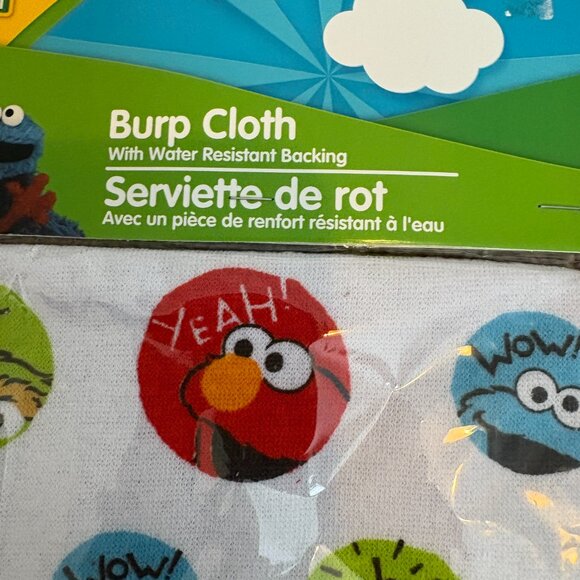 Burp Cloth
With Water Resistant Backing
Serviette de rot
Avec un pièce de renfort résistant à l'eau
YEAH!
WOW!
WOW!